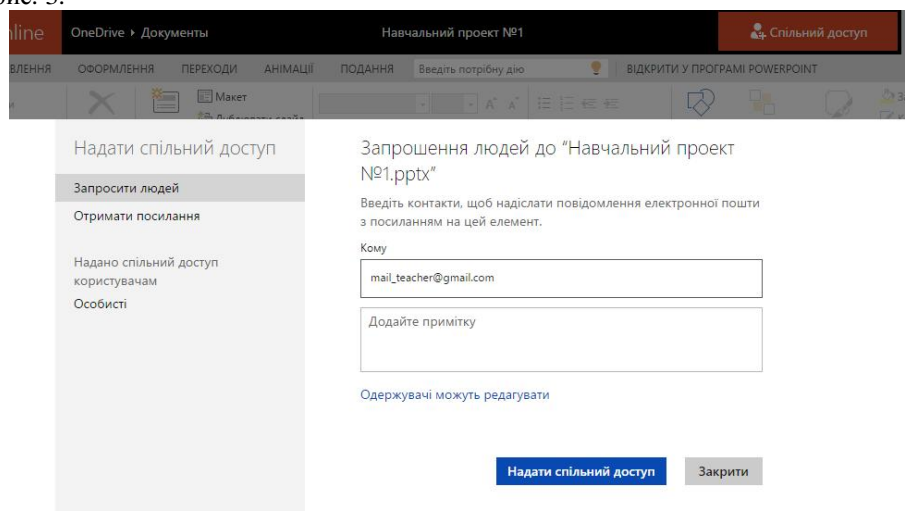 рис. 3.
OneDrive ▸ Документы Навчальний проект №1 Спільний доступ
ОФОРМЛЕННЯ ПЕРЕХОДИ АНІМАЦІЇ ПОДАННЯ Введіть потрібну дію ВІДКРИТИ У ПРОГРАМІ POWERPOINT
Макет
Надати спільний доступ
Запросити людей
Отримати посилання
Надано спільний доступ
користувачам
Особисті
Запрошення людей до “Навчальний проект
№1.pptx”
Введіть контакти, щоб надіслати повідомлення електронної пошти
з посиланням на цей елемент.
Кому
mail_teacher@gmail.com
Додайте примітку
Одержувачі можуть редагувати
Надати спільний доступ Закрити